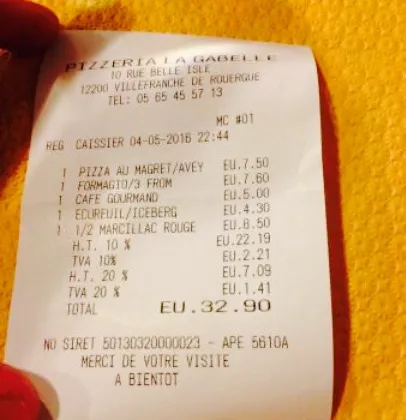 PIZZERIA LA GABELLE
10 RUE BELLE ISLE
12200 VILLEFRANCHE DE ROUERGUE
TEL: 05 65 45 57 13
MC #01
REG CAISSIER 04-05-2016 22:44
1 PIZZA AU MAGRET/AVEY EU.7.50
1 FORMAGIO/3 FROM EU.7.60
1 CAFE GOURMAND EU.5.00
1 ECUREUIL/ICEBERG EU.4.30
1 1/2 MARCILLAC ROUGE EU.8.50
H.T. 10 % EU.22.19
TVA 10% EU.2.21
H.T. 20 % EU.7.09
TVA 20 % EU.1.41
TOTAL EU.32.90
NO SIRET 50130320000023 - APE 5610A
MERCI DE VOTRE VISITE
A BIENTOT